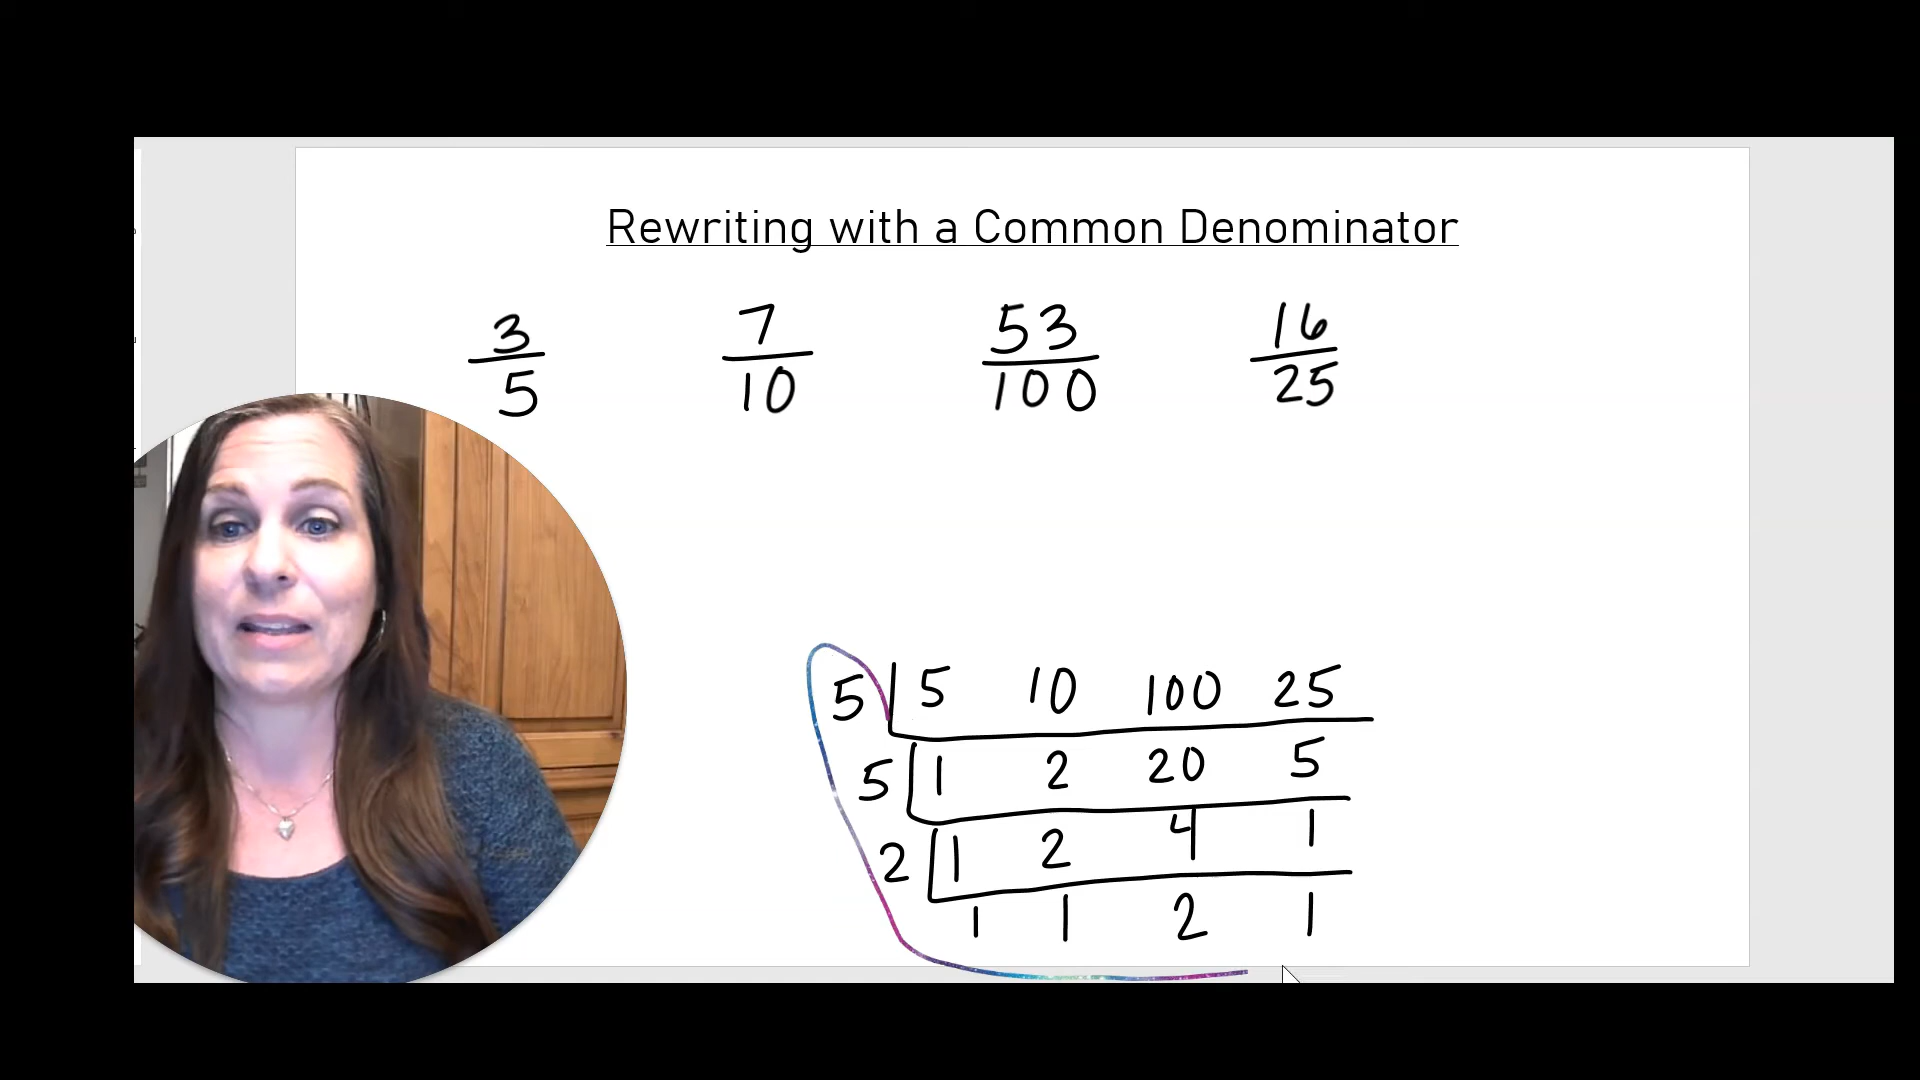 Rewriting with a Common Denominator
3/5 7/10 53/100 16/25
5 5 10 100 25
5 1 2 20 5
2 1 2 4 1
1 1 2 1